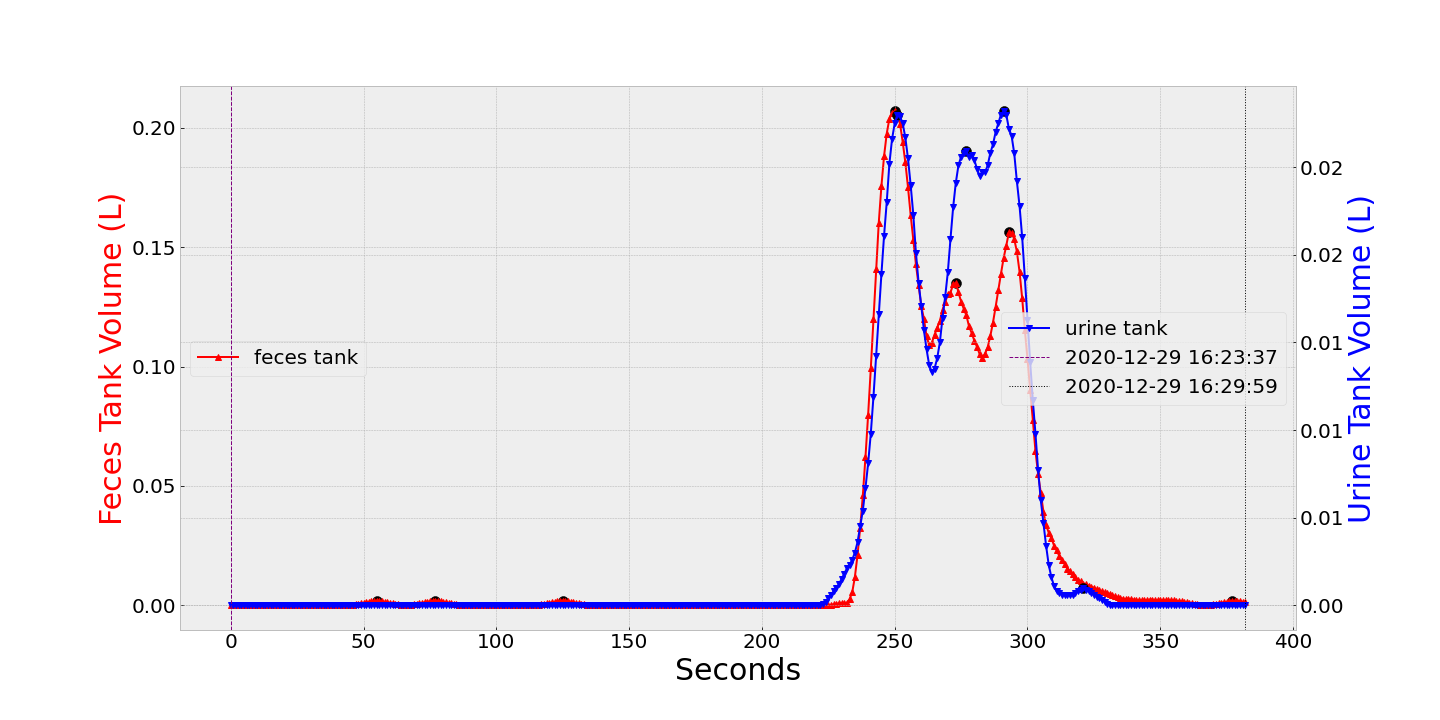 Feces Tank Volume (L)
0.20
0.15
0.10
0.05
0.00
feces tank
urine tank
2020-12-29 16:23:37
2020-12-29 16:29:59
0.02
0.02
0.01
0.01
0.01
0.00
Urine Tank Volume (L)
0 50 100 150 200 250 300 350 400
Seconds